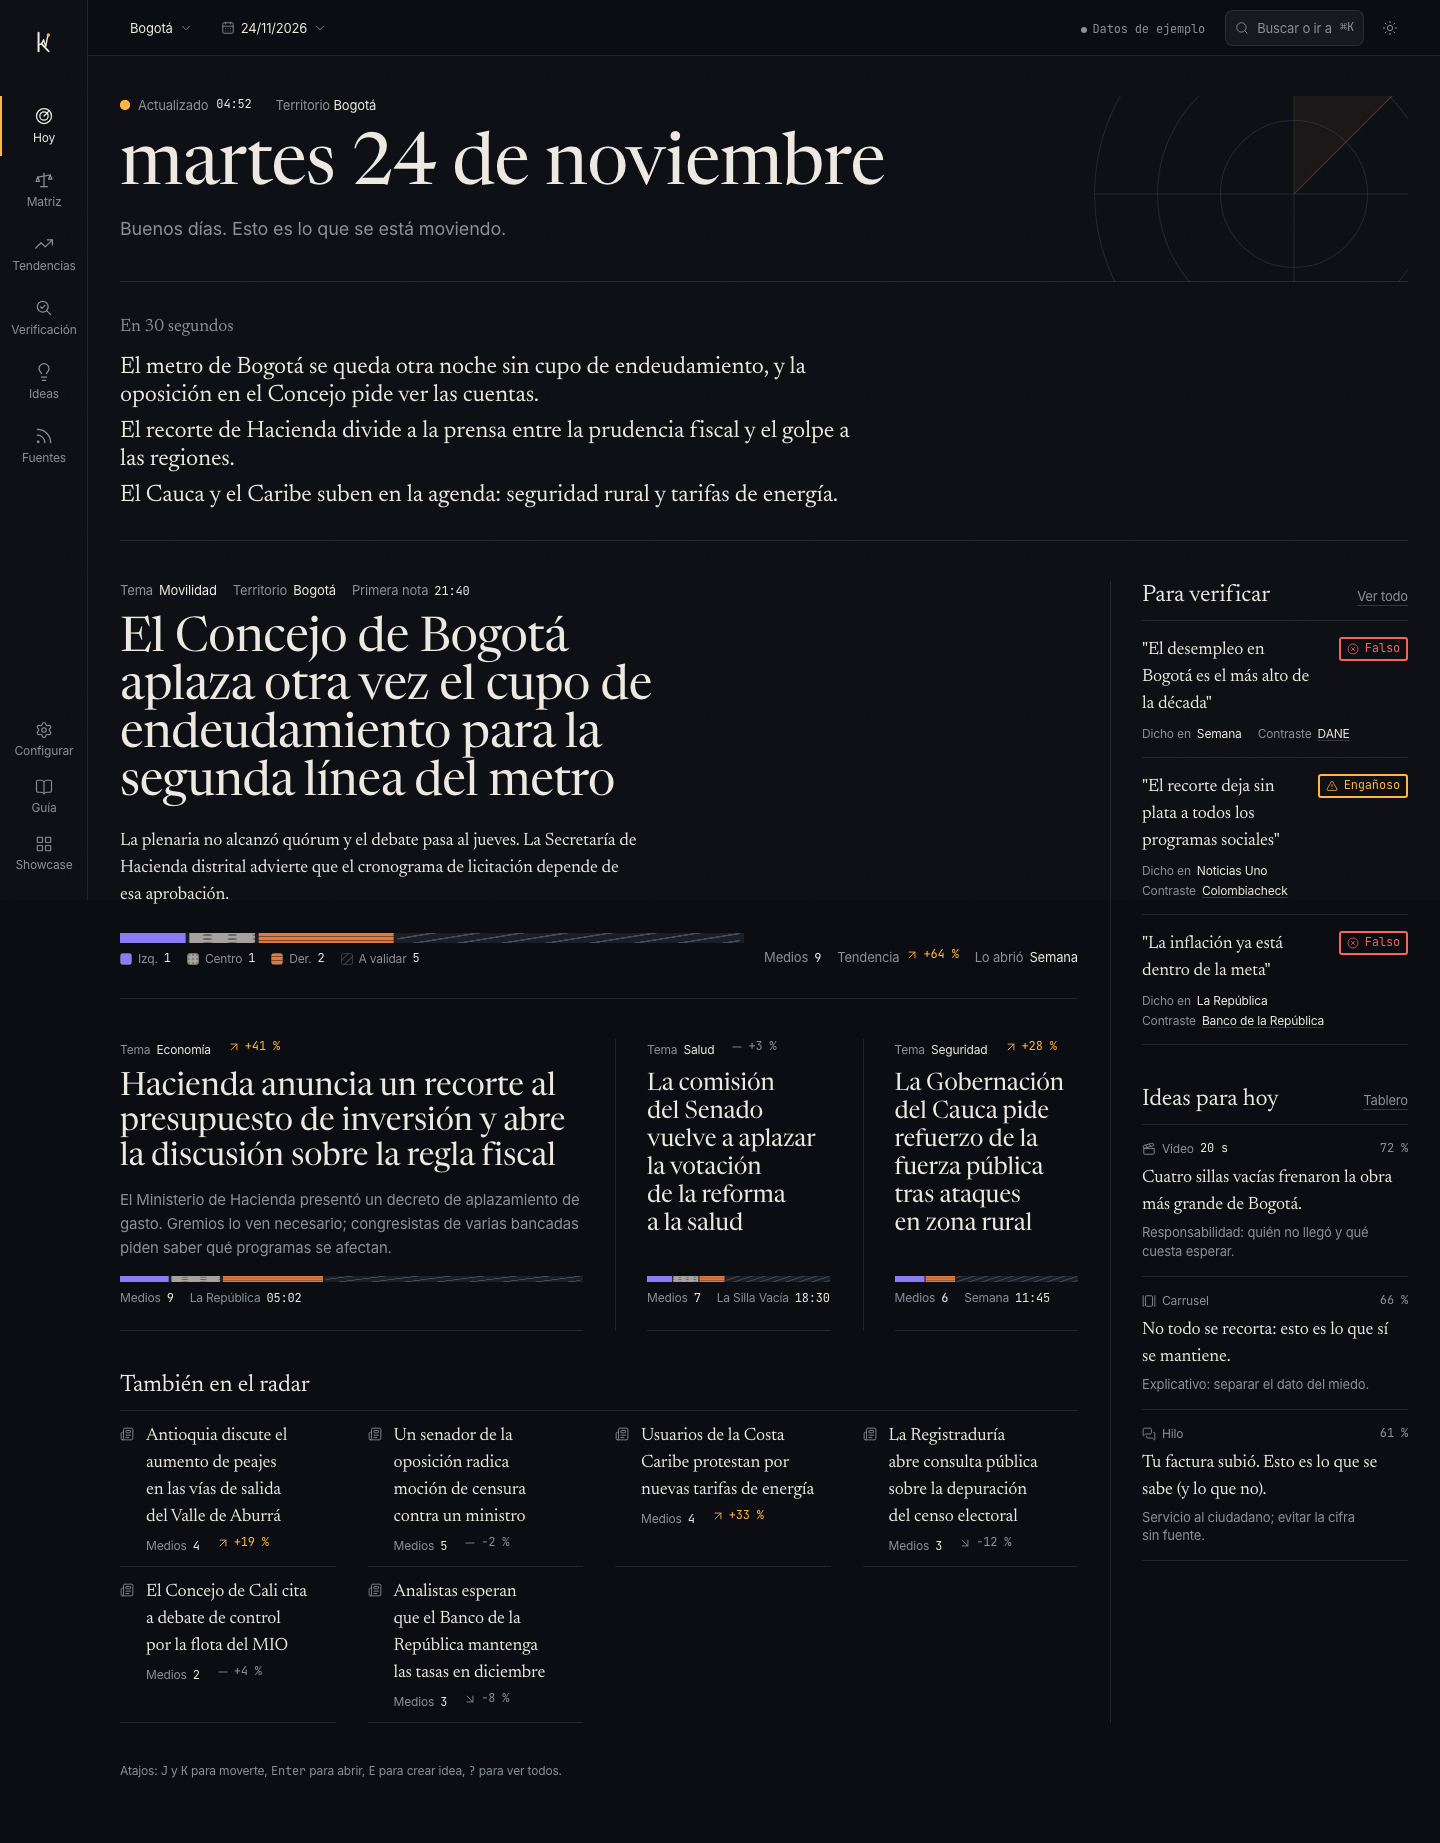 k
Hoy
Matriz
Tendencias
Verificación
Ideas
Fuentes
Configurar
Guía
Showcase
Bogotá
24/11/2026
Datos de ejemplo
Buscar o ir a ⌘K
Actualizado 04:52 Territorio Bogotá
martes 24 de noviembre
Buenos días. Esto es lo que se está moviendo.
En 30 segundos
El metro de Bogotá se queda otra noche sin cupo de endeudamiento, y la
oposición en el Concejo pide ver las cuentas.
El recorte de Hacienda divide a la prensa entre la prudencia fiscal y el golpe a
las regiones.
El Cauca y el Caribe suben en la agenda: seguridad rural y tarifas de energía.
Tema Movilidad Territorio Bogotá Primera nota 21:40
El Concejo de Bogotá
aplaza otra vez el cupo de
endeudamiento para la
segunda línea del metro
La plenaria no alcanzó quórum y el debate pasa al jueves. La Secretaría de
Hacienda distrital advierte que el cronograma de licitación depende de
esa aprobación.
Izq. 1 Centro 1 Der. 2 A validar 5
Medios 9 Tendencia +64 % Lo abrió Semana
Tema Economía +41 %
Hacienda anuncia un recorte al
presupuesto de inversión y abre
la discusión sobre la regla fiscal
El Ministerio de Hacienda presentó un decreto de aplazamiento de
gasto. Gremios lo ven necesario; congresistas de varias bancadas
piden saber qué programas se afectan.
Medios 9 La República 05:02
Tema Salud — +3 %
La comisión
del Senado
vuelve a aplazar
la votación
de la reforma
a la salud
Medios 7 La Silla Vacía 18:30
Tema Seguridad +28 %
La Gobernación
del Cauca pide
refuerzo de la
fuerza pública
tras ataques
en zona rural
Medios 6 Semana 11:45
También en el radar
Antioquia discute el
aumento de peajes
en las vías de salida
del Valle de Aburrá
Medios 4 +19 %
Un senador de la
oposición radica
moción de censura
contra un ministro
Medios 5 — -2 %
Usuarios de la Costa
Caribe protestan por
nuevas tarifas de energía
Medios 4 +33 %
La Registraduría
abre consulta pública
sobre la depuración
del censo electoral
Medios 3 -12 %
El Concejo de Cali cita
a debate de control
por la flota del MIO
Medios 2 — +4 %
Analistas esperan
que el Banco de la
República mantenga
las tasas en diciembre
Medios 3 -8 %
Para verificar Ver todo
"El desempleo en
Bogotá es el más alto de
la década"
Falso
Dicho en Semana Contraste DANE
"El recorte deja sin
plata a todos los
programas sociales"
Engañoso
Dicho en Noticias Uno
Contraste Colombiacheck
"La inflación ya está
dentro de la meta"
Falso
Dicho en La República
Contraste Banco de la República
Ideas para hoy Tablero
Video 20 s 72 %
Cuatro sillas vacías frenaron la obra
más grande de Bogotá.
Responsabilidad: quién no llegó y qué
cuesta esperar.
Carrusel 66 %
No todo se recorta: esto es lo que sí
se mantiene.
Explicativo: separar el dato del miedo.
Hilo 61 %
Tu factura subió. Esto es lo que se
sabe (y lo que no).
Servicio al ciudadano; evitar la cifra
sin fuente.
Atajos: J y K para moverte, Enter para abrir, E para crear idea, ? para ver todos.